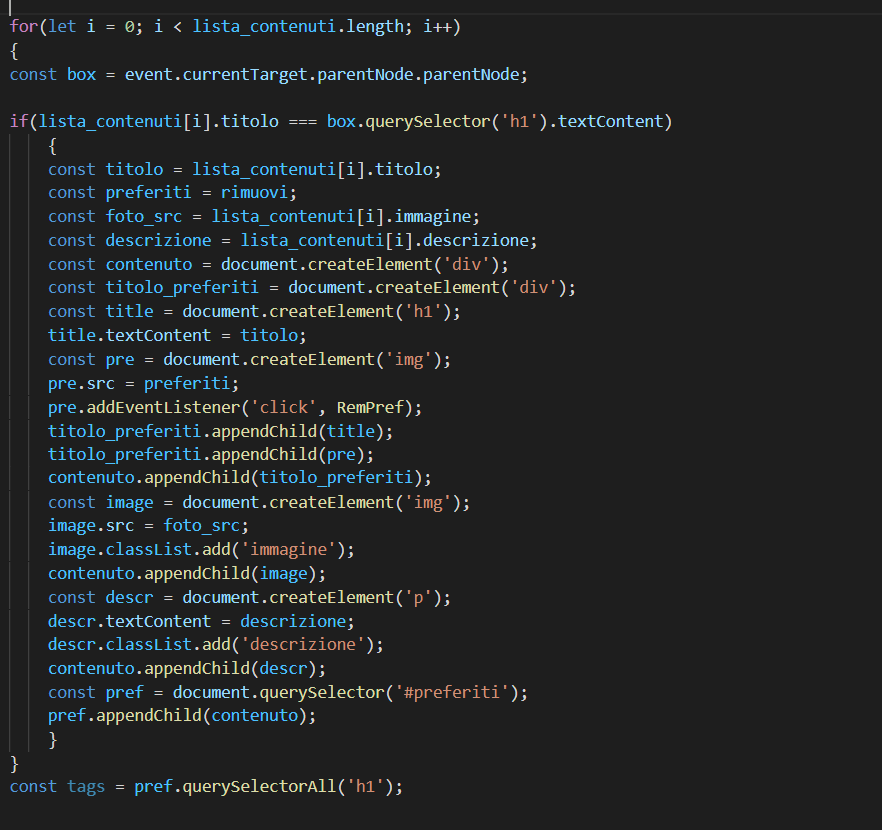 for(let i = 0; i < lista_contenuti.length; i++)
{
const box = event.currentTarget.parentNode.parentNode;
if(lista_contenuti[i].titolo === box.querySelector('h1').textContent)
{
const titolo = lista_contenuti[i].titolo;
const preferiti = rimuovi;
const foto_src = lista_contenuti[i].immagine;
const descrizione = lista_contenuti[i].descrizione;
const contenuto = document.createElement('div');
const titolo_preferiti = document.createElement('div');
const title = document.createElement('h1');
title.textContent = titolo;
const pre = document.createElement('img');
pre.src = preferiti;
pre.addEventListener('click', RemPref);
titolo_preferiti.appendChild(title);
titolo_preferiti.appendChild(pre);
contenuto.appendChild(titolo_preferiti);
const image = document.createElement('img');
image.src = foto_src;
image.classList.add('immagine');
contenuto.appendChild(image);
const descr = document.createElement('p');
descr.textContent = descrizione;
descr.classList.add('descrizione');
contenuto.appendChild(descr);
const pref = document.querySelector('#preferiti');
pref.appendChild(contenuto);
}
}
const tags = pref.querySelectorAll('h1');